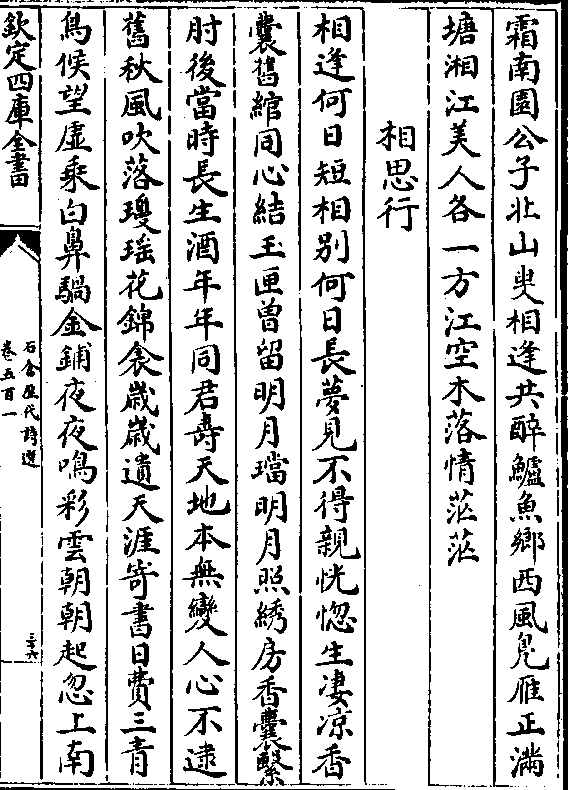 霜南園公子北山叟相逢共醉鱸魚鄉西風鳬雁正滿
塘湘江美人各一方江空木落情茫茫
相思行
相逢何日短相别何日長夢見不得親恍惚生凄凉香
囊舊綰同心結玉匣曾留明月璫明月照綉房香囊繫
肘後當時長生酒年年同君壽天地本無變人心不逮
舊秋風吹落瓊瑶花錦衾歲歲遺天涯寄書日費三青
鳥候望虛乘白鼻騧金鋪夜夜鳴彩雲朝朝起忽上南
欽定四庫全書
石倉歷代詩選
卷五百一
三十六